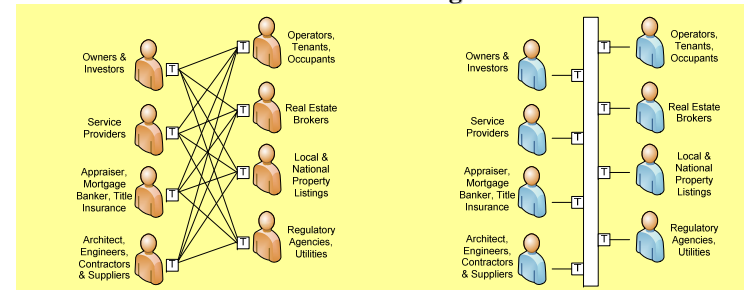 Owners &
Investors
T
Service
Providers
T
Appraiser,
Mortgage
Banker, Title
Insurance
T
Architect,
Engineers,
Contractors
& Suppliers
T
T
Operators,
Tenants,
Occupants
T
Real Estate
Brokers
T
Local &
National
Property
Listings
T
Regulatory
Agencies,
Utilities
Owners &
Investors
T
Service
Providers
T
Appraiser,
Mortgage
Banker, Title
Insurance
T
Architect,
Engineers,
Contractors
& Suppliers
T
T
Operators,
Tenants,
Occupants
T
Real Estate
Brokers
T
Local &
National
Property
Listings
T
Regulatory
Agencies,
Utilities